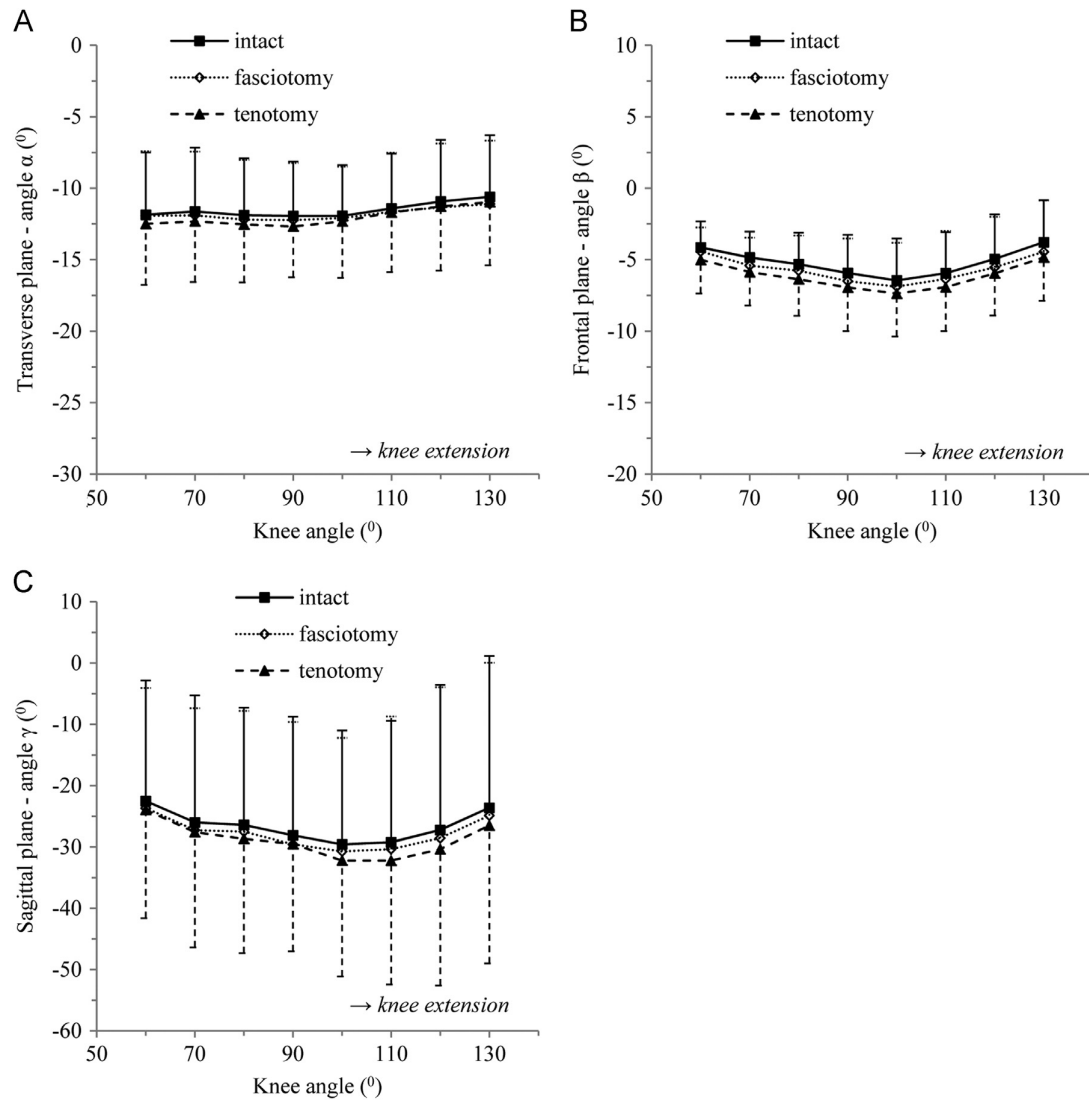 A
intact
fasciotomy
tenotomy
Transverse plane - angle α (⁰)
0
-5
-10
-15
-20
-25
-30
→ knee extension
50 70 90 110 130
Knee angle (⁰)
B
intact
fasciotomy
tenotomy
Frontal plane - angle β (⁰)
10
5
0
-5
-10
-15
-20
→ knee extension
50 70 90 110 130
Knee angle (⁰)
C
intact
fasciotomy
tenotomy
Sagittal plane - angle γ (⁰)
10
0
-10
-20
-30
-40
-50
-60
→ knee extension
50 70 90 110 130
Knee angle (⁰)